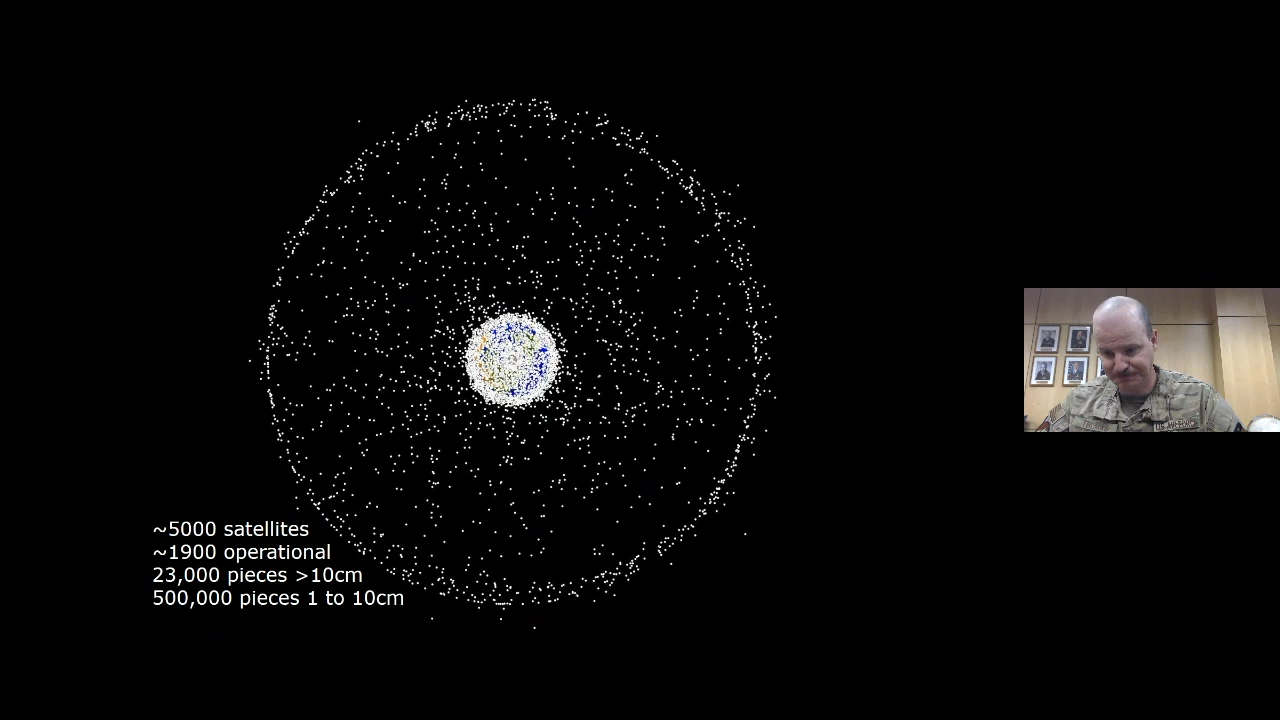 ~5000 satellites
~1900 operational
23,000 pieces >10cm
500,000 pieces 1 to 10cm